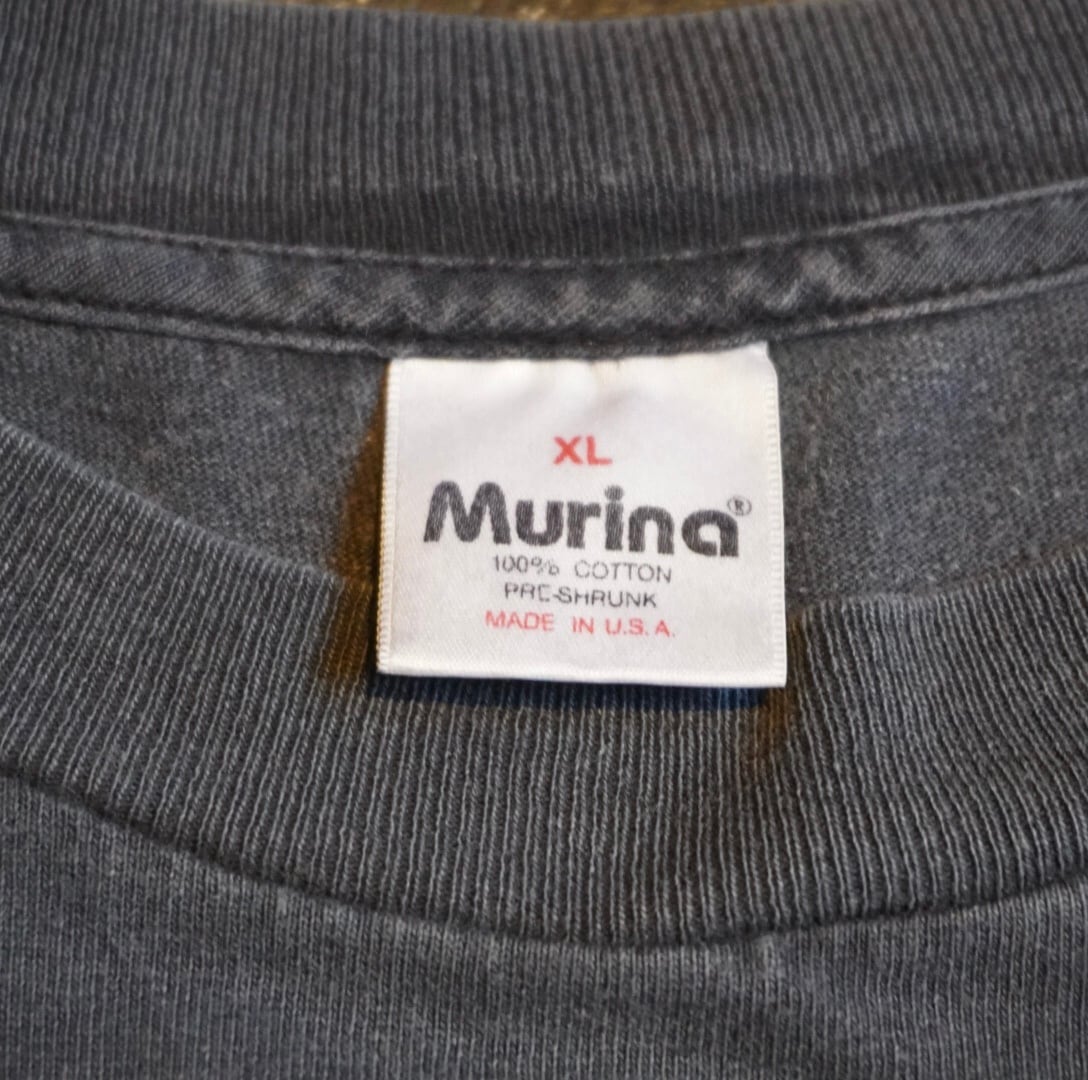 XL
Murina®
100% COTTON
PRE-SHRUNK
MADE IN U.S.A.